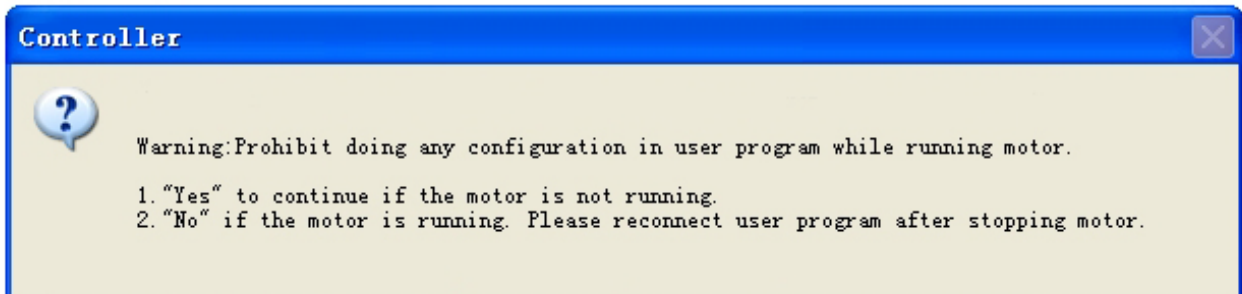 Controller
?
Warning:Prohibit doing any configuration in user program while running motor.
1."Yes" to continue if the motor is not running.
2."No" if the motor is running. Please reconnect user program after stopping motor.